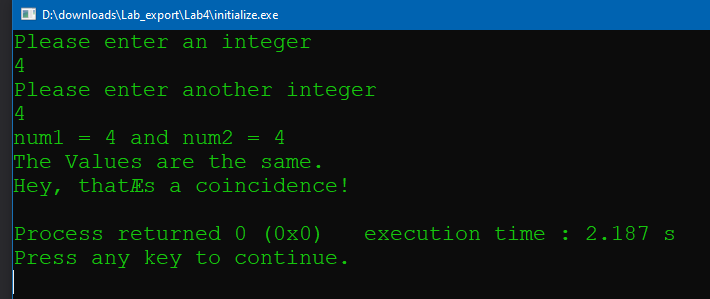 D:\downloads\Lab_export\Lab4\initialize.exe
Please enter an integer
4
Please enter another integer
4
num1 = 4 and num2 = 4
The Values are the same.
Hey, thatÆs a coincidence!
Process returned 0 (0x0)   execution time : 2.187 s
Press any key to continue.